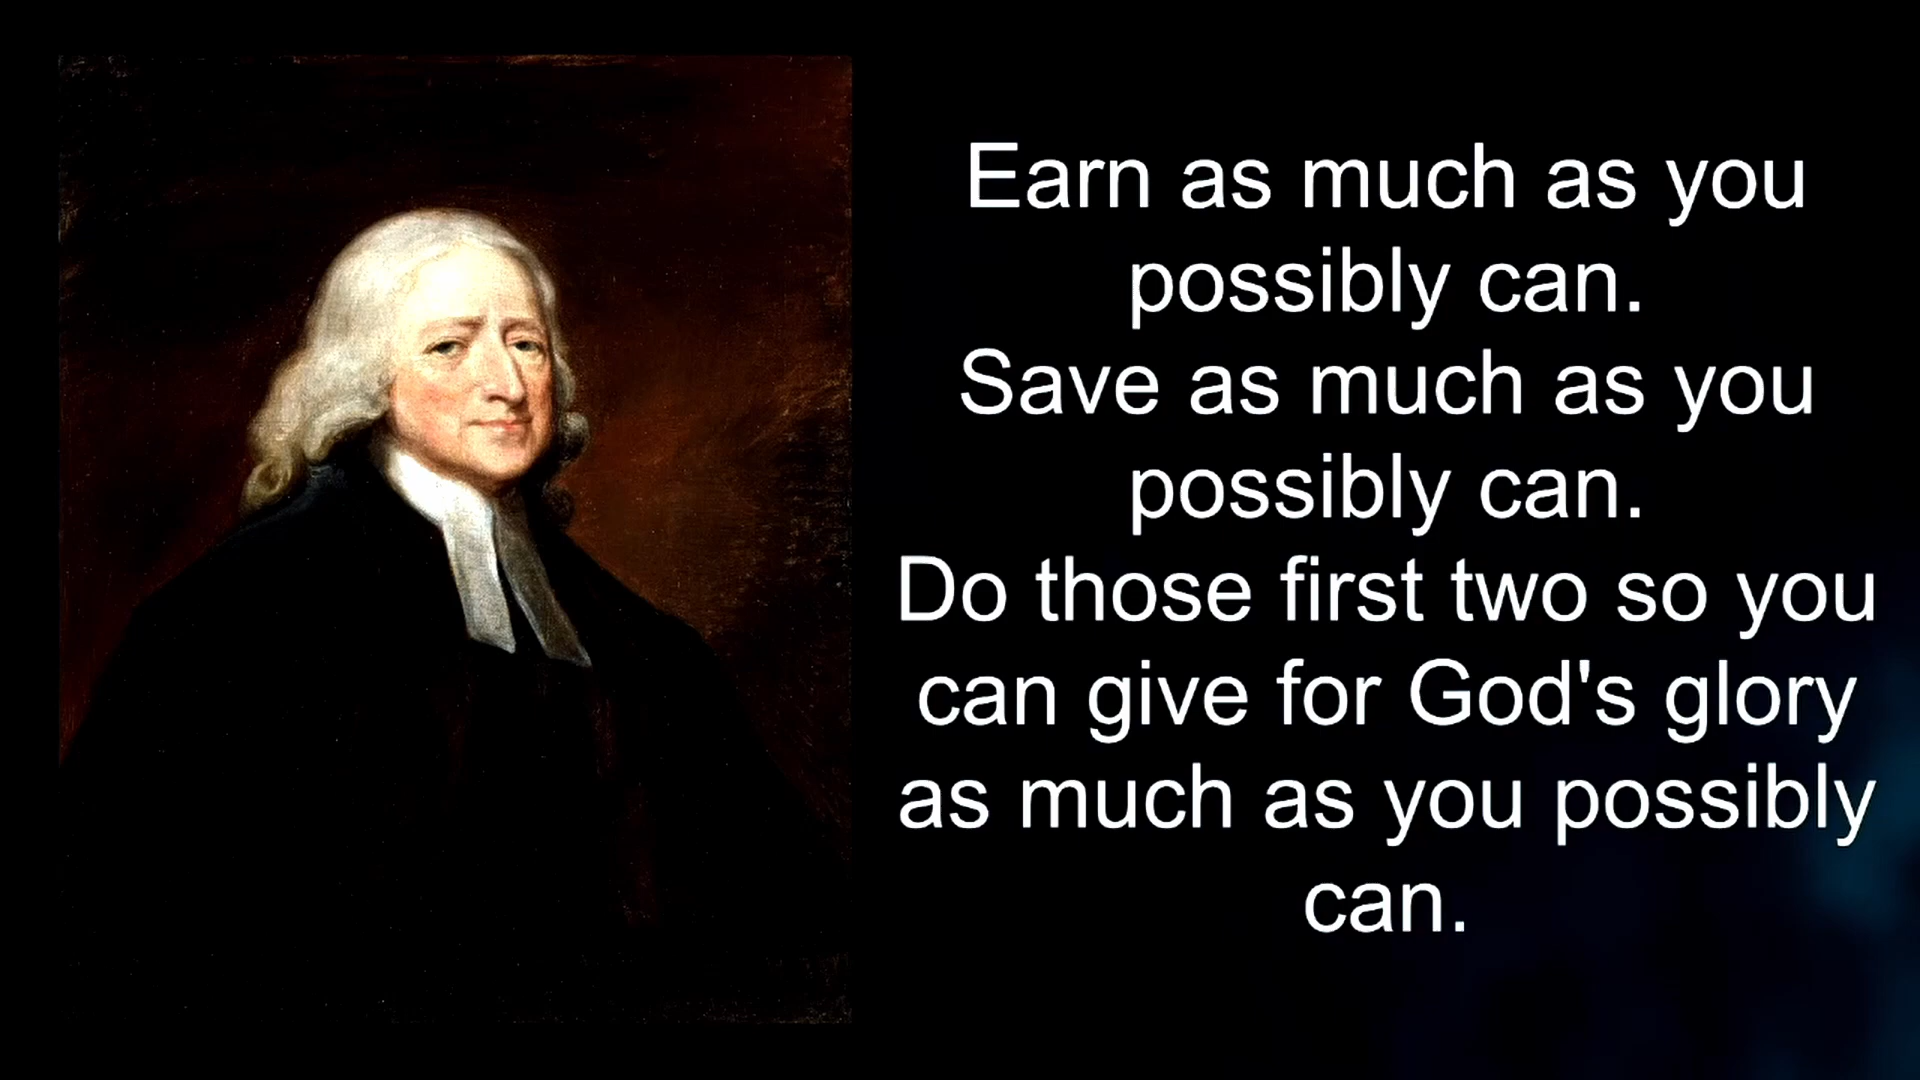 Earn as much as you
possibly can.
Save as much as you
possibly can.
Do those first two so you
can give for God's glory
as much as you possibly
can.